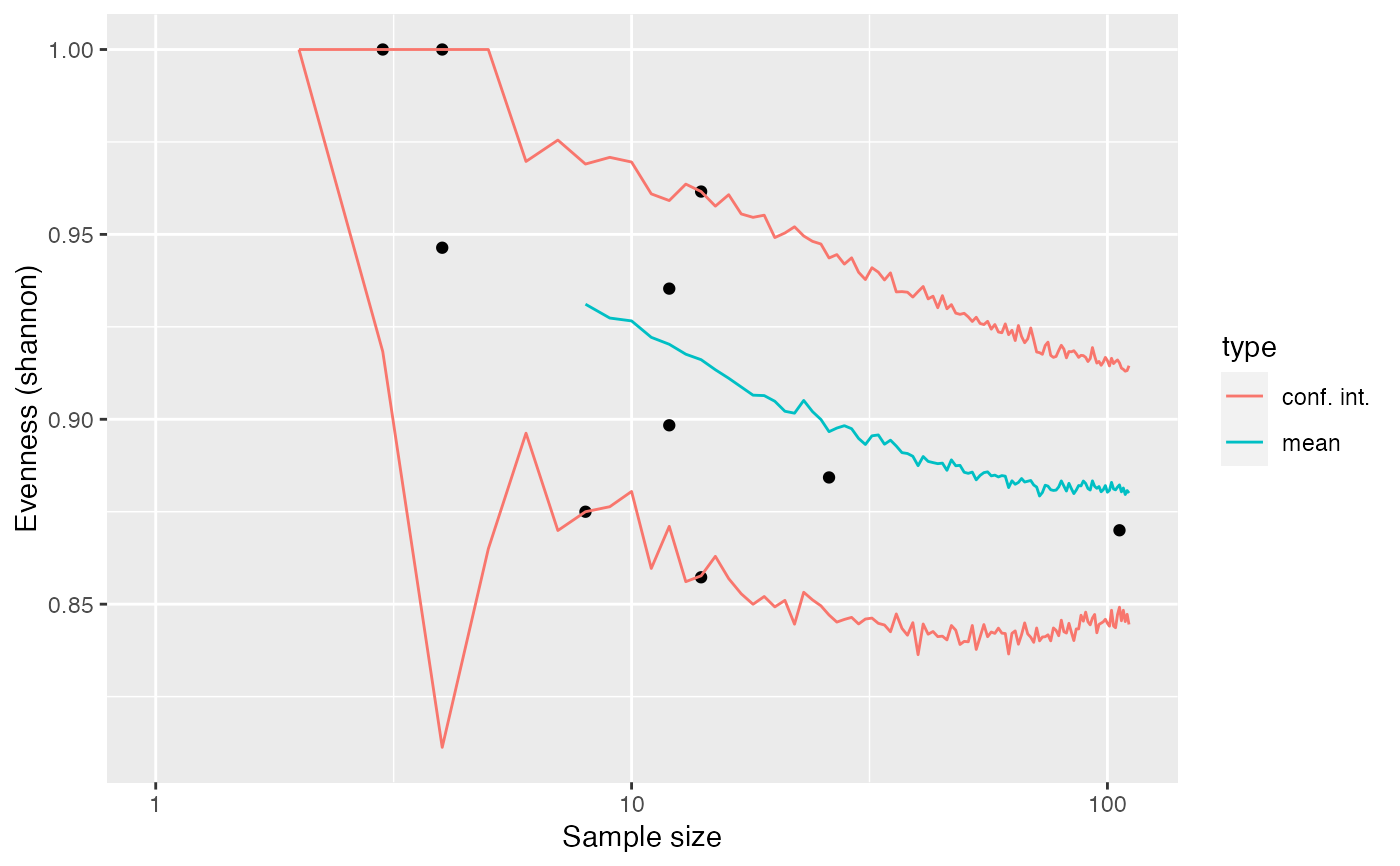 1.00
0.95
0.90
0.85
Evenness (shannon)
1
10
100
Sample size
type
conf. int.
mean